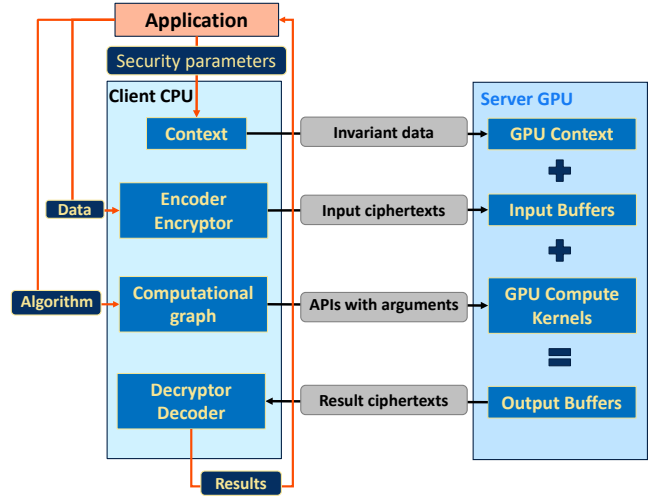 Application
Security parameters
Client CPU
Server GPU
Context
Invariant data
GPU Context
Data
Encoder
Encryptor
Input ciphertexts
Input Buffers
Algorithm
Computational
graph
APIs with arguments
GPU Compute
Kernels
Decryptor
Decoder
Result ciphertexts
Output Buffers
Results